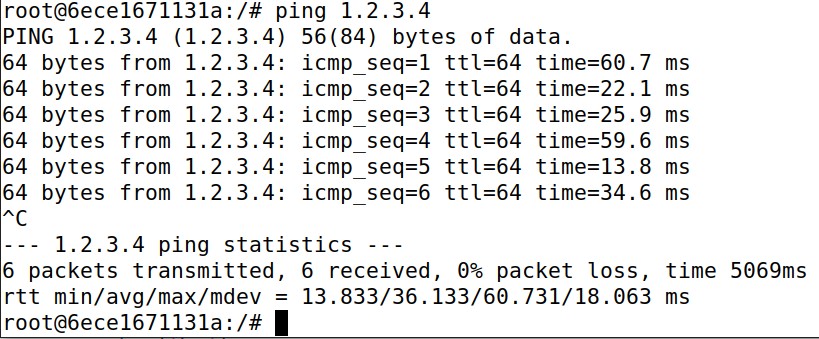 root@6ece1671131a:/# ping 1.2.3.4
PING 1.2.3.4 (1.2.3.4) 56(84) bytes of data.
64 bytes from 1.2.3.4: icmp_seq=1 ttl=64 time=60.7 ms
64 bytes from 1.2.3.4: icmp_seq=2 ttl=64 time=22.1 ms
64 bytes from 1.2.3.4: icmp_seq=3 ttl=64 time=25.9 ms
64 bytes from 1.2.3.4: icmp_seq=4 ttl=64 time=59.6 ms
64 bytes from 1.2.3.4: icmp_seq=5 ttl=64 time=13.8 ms
64 bytes from 1.2.3.4: icmp_seq=6 ttl=64 time=34.6 ms
^C
--- 1.2.3.4 ping statistics ---
6 packets transmitted, 6 received, 0% packet loss, time 5069ms
rtt min/avg/max/mdev = 13.833/36.133/60.731/18.063 ms
root@6ece1671131a:/#